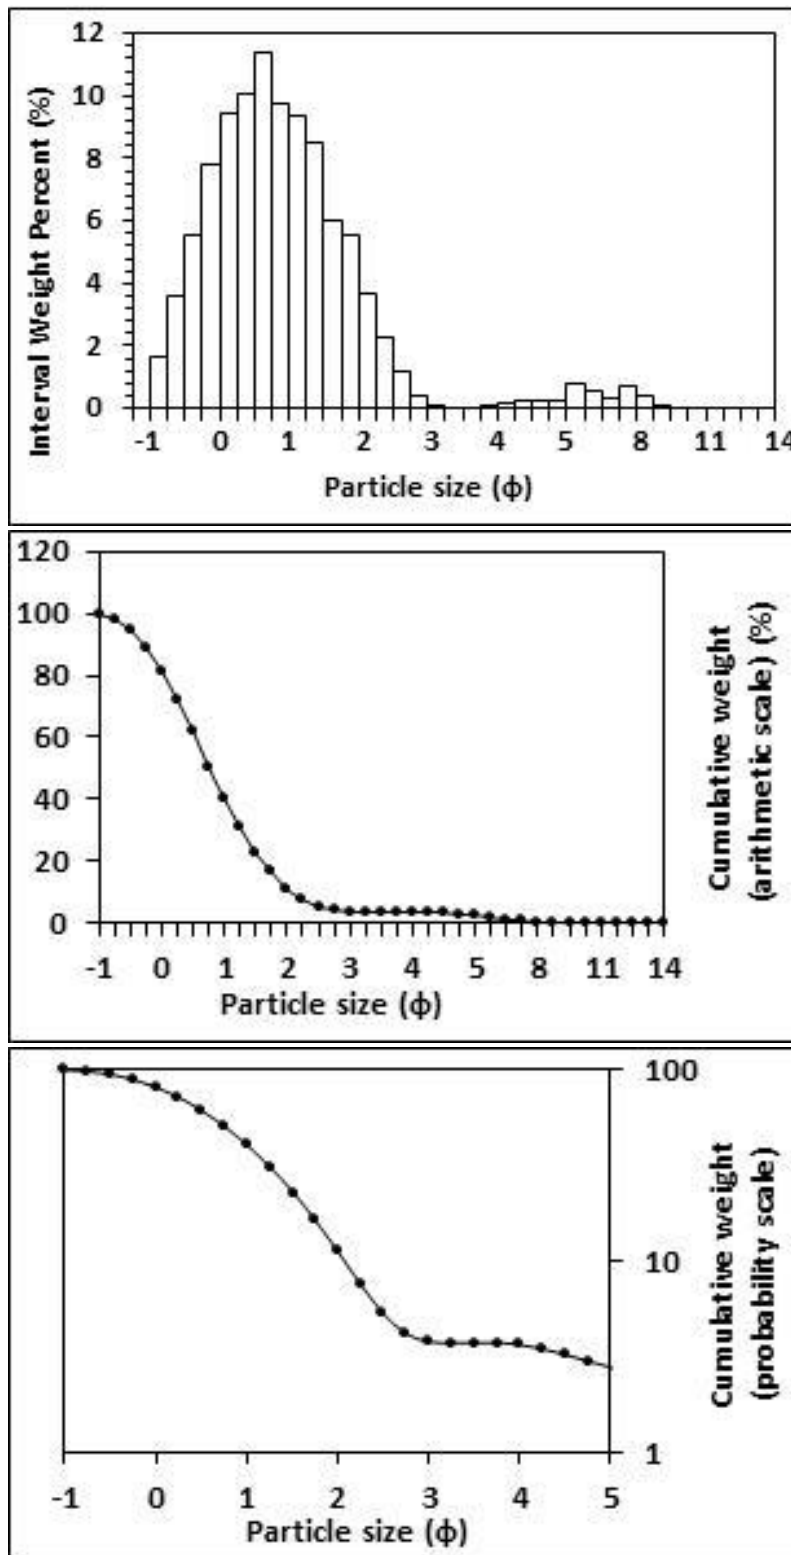 Interval Weight Percent (%)
12
10
8
6
4
2
0
-1 0 1 2 3 5 8 11 14
Particle size (ϕ)
120
100
80
60
40
20
0
-1 0 1 2 3 4 5 8 11 14
Particle size (ϕ)
Cumulative weight
(arithmetic scale) (%)
100
10
1
-1 0 1 2 3 4 5
Particle size (ϕ)
Cumulative weight
(probability scale)